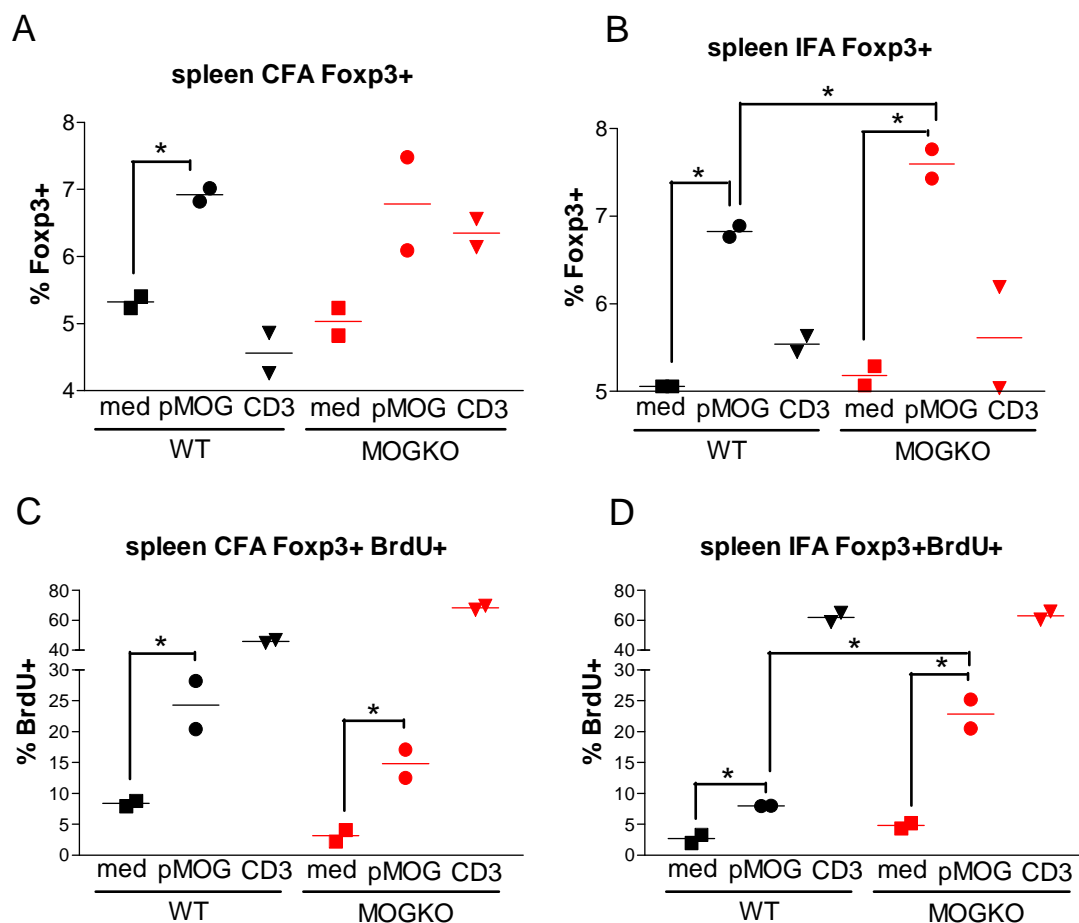 A
spleen CFA Foxp3+
% Foxp3+
8
7
6
5
4
*
med pMOG CD3 med pMOG CD3
WT MOGKO
B
spleen IFA Foxp3+
% Foxp3+
8
7
6
5
*
*
*
med pMOG CD3 med pMOG CD3
WT MOGKO
C
spleen CFA Foxp3+ BrdU+
% BrdU+
80
60
40
30
25
20
15
10
5
0
*
*
med pMOG CD3 med pMOG CD3
WT MOGKO
D
spleen IFA Foxp3+BrdU+
% BrdU+
80
60
40
30
25
20
15
10
5
0
*
*
*
med pMOG CD3 med pMOG CD3
WT MOGKO